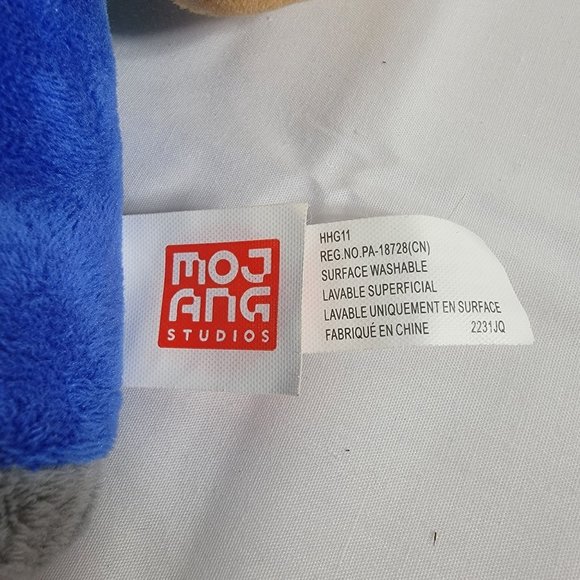 MOJ
ANG
STUDIOS
HHG11
REG.NO.PA-18728(CN)
SURFACE WASHABLE
LAVABLE SUPERFICIAL
LAVABLE UNIQUEMENT EN SURFACE
FABRIQUÉ EN CHINE 2231JQ